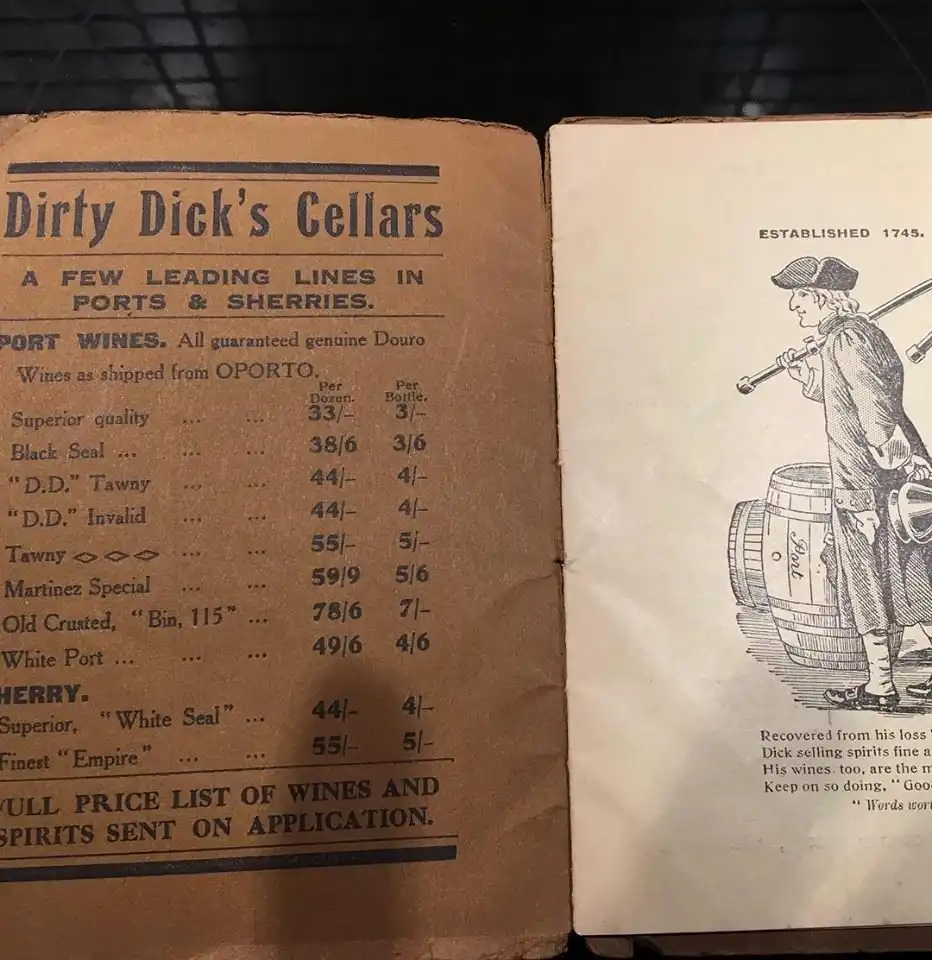 Dirty Dick's Cellars
A FEW LEADING LINES IN
PORTS & SHERRIES.
PORT WINES. All guaranteed genuine Douro
Wines as shipped from OPORTO.
Per Dozen. Per Bottle.
Superior quality ... ... 33/- 3/-
Black Seal ... ... ... 38/6 3/6
"D.D." Tawny ... ... 44/- 4/-
"D.D." Invalid ... ... 44/- 4/-
Tawny <> <> <> ... ... 55/- 5/-
Martinez Special ... ... 59/9 5/6
Old Crusted, "Bin, 115" ... 78/6 7/-
White Port ... ... ... 49/6 4/6
HERRY.
Superior, "White Seal" ... 44/- 4/-
Finest "Empire" ... ... 55/- 5/-
FULL PRICE LIST OF WINES AND
SPIRITS SENT ON APPLICATION.
ESTABLISHED 1745.
Port
Recovered from his loss
Dick selling spirits fine a
His wines too, are the m
Keep on so doing, "Goo
"Words wor